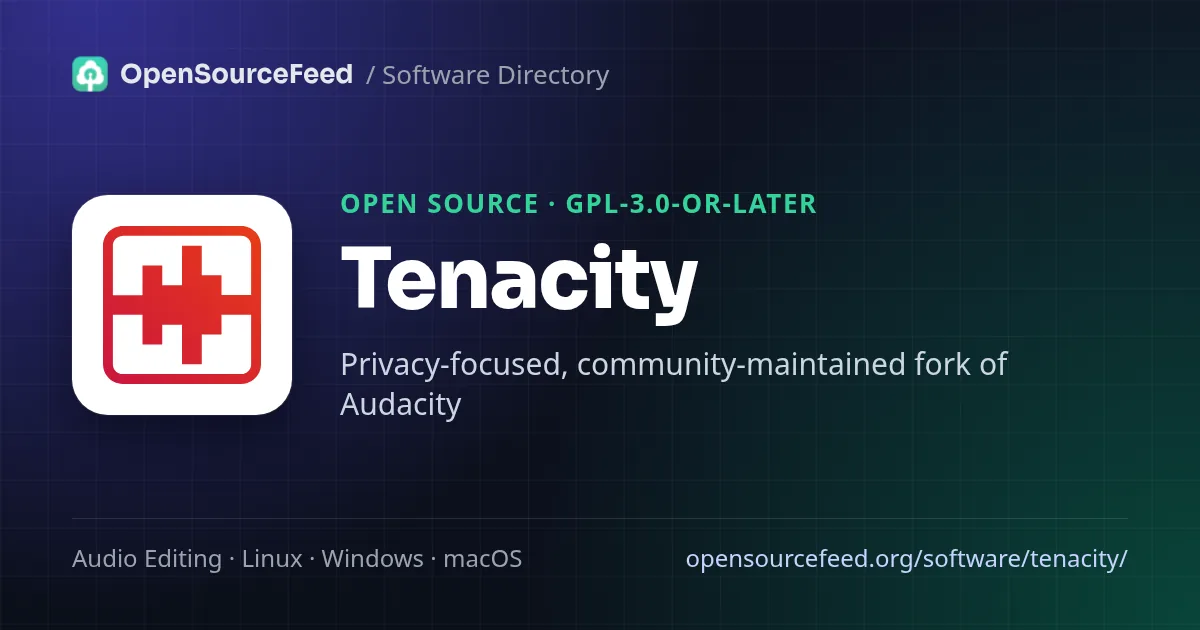 OpenSourceFeed / Software Directory
OPEN SOURCE · GPL-3.0-OR-LATER
Tenacity
Privacy-focused, community-maintained fork of
Audacity
Audio Editing · Linux · Windows · macOS
opensourcefeed.org/software/tenacity/